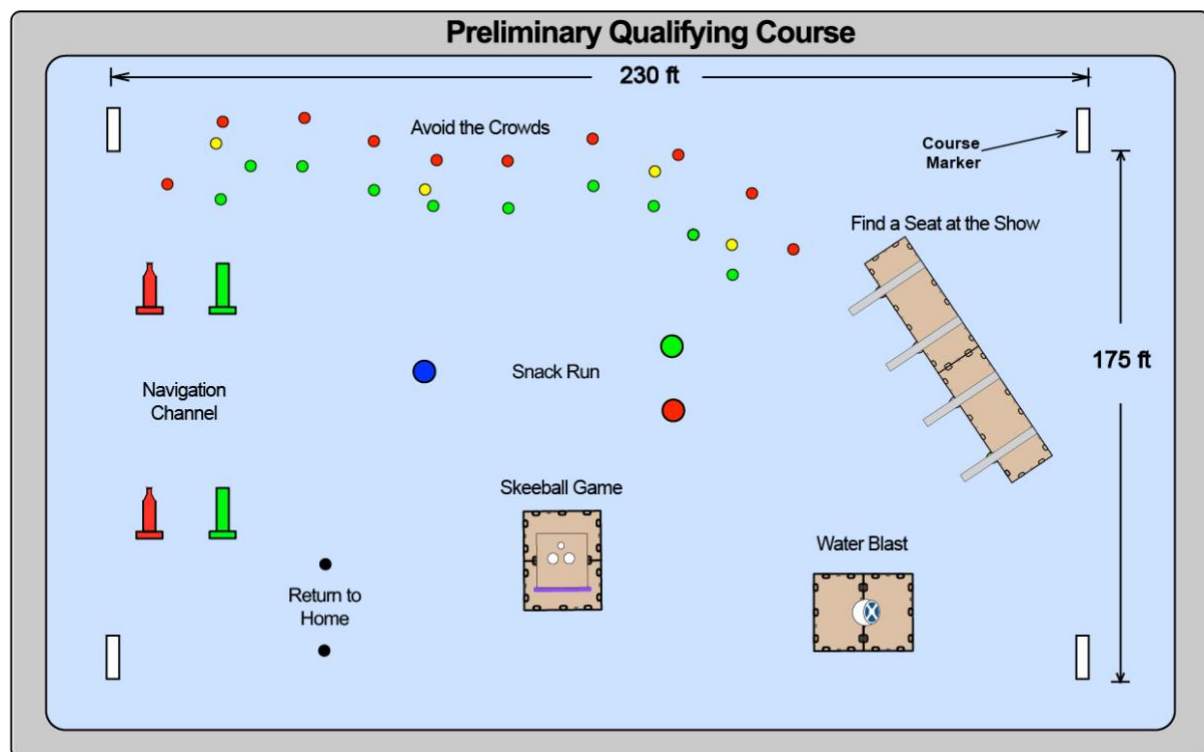 Preliminary Qualifying Course
230 ft
Avoid the Crowds
Course
Marker
Find a Seat at the Show
175 ft
Snack Run
Navigation
Channel
Skeeball Game
Water Blast
Return to
Home